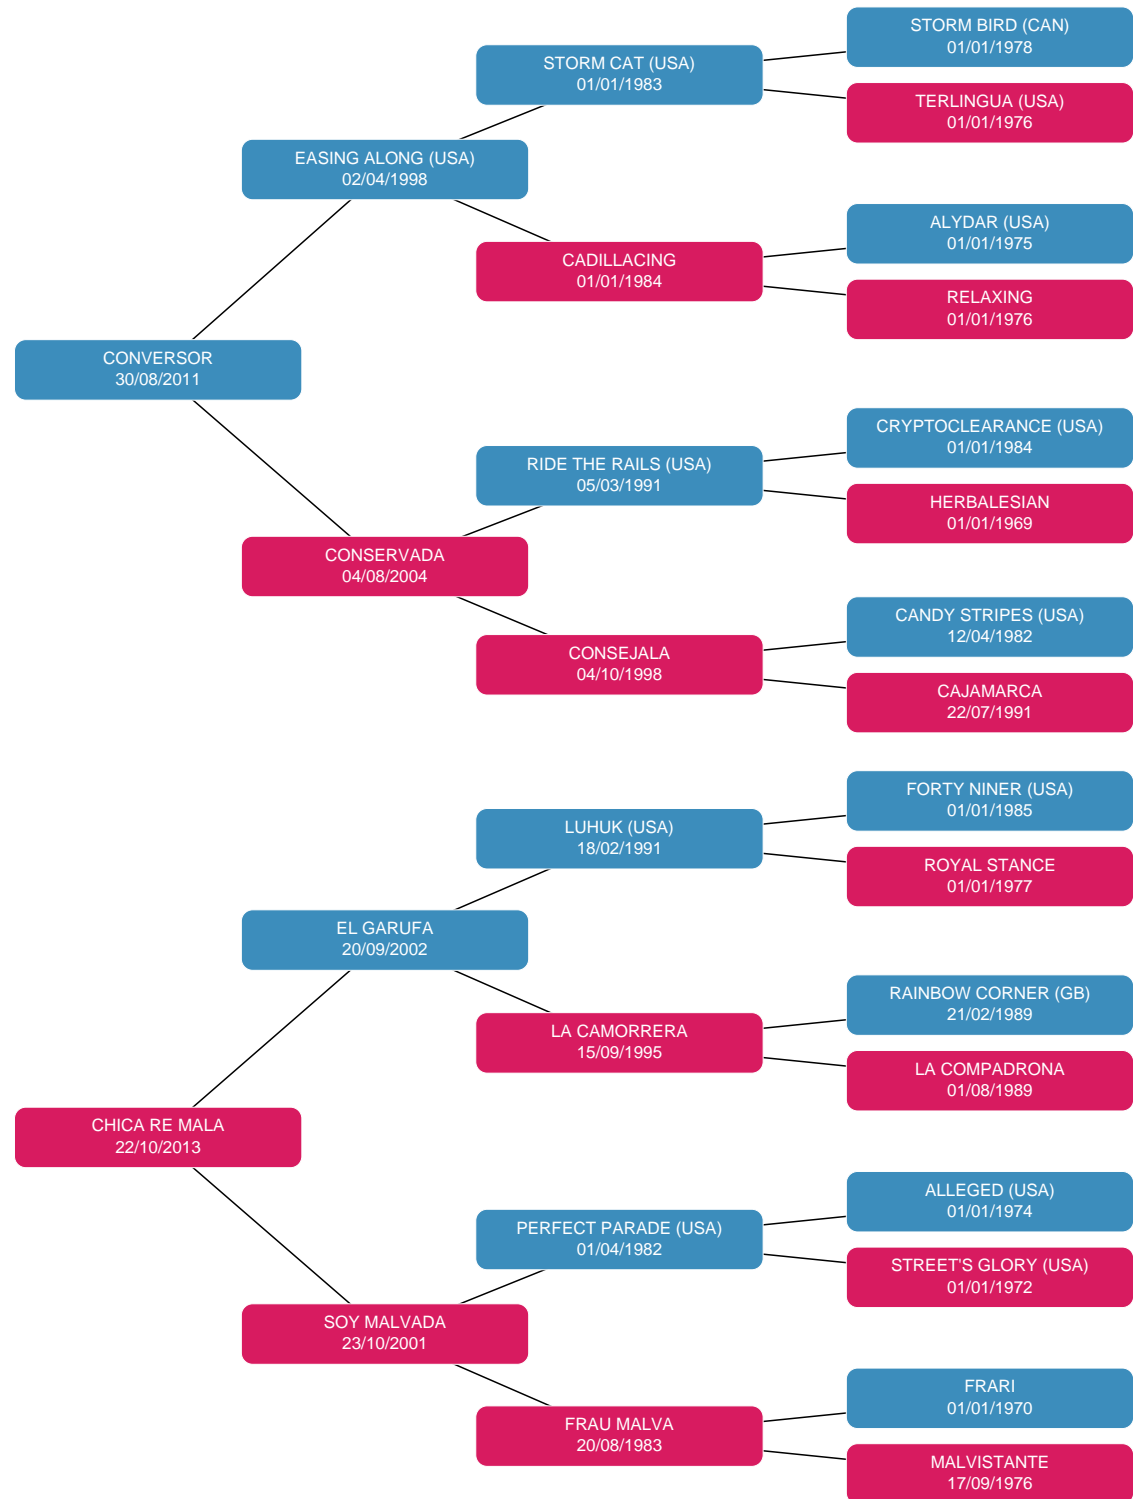 STORM BIRD (CAN)
01/01/1978
STORM CAT (USA)
01/01/1983
TERLINGUA (USA)
01/01/1976
EASING ALONG (USA)
02/04/1998
ALYDAR (USA)
01/01/1975
CADILLACING
01/01/1984
RELAXING
01/01/1976
CONVERSOR
30/08/2011
CRYPTOCLEARANCE (USA)
01/01/1984
RIDE THE RAILS (USA)
05/03/1991
HERBALESIAN
01/01/1969
CONSERVADA
04/08/2004
CANDY STRIPES (USA)
12/04/1982
CONSEJALA
04/10/1998
CAJAMARCA
22/07/1991
FORTY NINER (USA)
01/01/1985
LUHUK (USA)
18/02/1991
ROYAL STANCE
01/01/1977
EL GARUFA
20/09/2002
RAINBOW CORNER (GB)
21/02/1989
LA CAMORRERA
15/09/1995
LA COMPADRONA
01/08/1989
CHICA RE MALA
22/10/2013
ALLEGED (USA)
01/01/1974
PERFECT PARADE (USA)
01/04/1982
STREET'S GLORY (USA)
01/01/1972
SOY MALVADA
23/10/2001
FRARI
01/01/1970
FRAU MALVA
20/08/1983
MALVISTANTE
17/09/1976